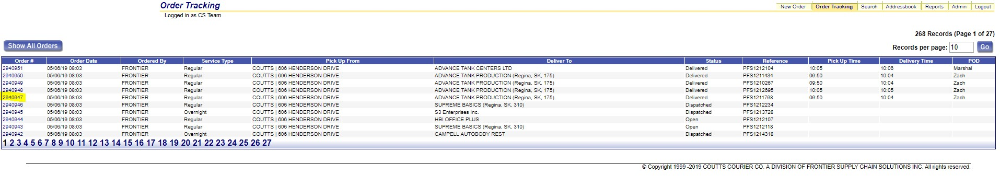 Order Tracking
New Order Order Tracking Search Addressbook Reports Admin Logout
Logged in as CS Team
268 Records (Page 1 of 27)
Show All Orders
Records per page: 10 Go
Order # Order Date Ordered By Service Type Pick Up From Deliver To Status Reference Pick Up Time Delivery Time POD
2940951 05/06/19 08:03 FRONTIER Regular COUTTS | 606 HENDERSON DRIVE ADVANCE TANK CENTERS LTD Delivered PFS1212104 10:05 10:06 Marshal
2940950 05/06/19 08:03 FRONTIER Regular COUTTS | 606 HENDERSON DRIVE ADVANCE TANK PRODUCTION (Regina, SK, 175) Delivered PFS1211434 09:50 10:04 Zach
2940949 05/06/19 08:03 FRONTIER Regular COUTTS | 606 HENDERSON DRIVE ADVANCE TANK PRODUCTION (Regina, SK, 175) Delivered PFS1210267 09:50 10:04 Zach
2940948 05/06/19 08:03 FRONTIER Regular COUTTS | 606 HENDERSON DRIVE ADVANCE TANK PRODUCTION (Regina, SK, 175) Delivered PFS1212695 10:05 10:05 Zach
2940947 05/06/19 08:03 FRONTIER Regular COUTTS | 606 HENDERSON DRIVE ADVANCE TANK PRODUCTION (Regina, SK, 175) Delivered PFS1211798 09:50 10:04 Zach
2940946 05/06/19 08:03 FRONTIER Regular COUTTS | 606 HENDERSON DRIVE SUPREME BASICS (Regina, SK, 310) Dispatched PFS1212234
2940945 05/06/19 08:03 FRONTIER Overnight COUTTS | 606 HENDERSON DRIVE S3 Enterprises Inc. Dispatched PFS1213728
2940944 05/06/19 08:03 FRONTIER Regular COUTTS | 606 HENDERSON DRIVE HBI OFFICE PLUS Open PFS1212107
2940943 05/06/19 08:03 FRONTIER Regular COUTTS | 606 HENDERSON DRIVE SUPREME BASICS (Regina, SK, 310) Open PFS1212118
2940942 05/06/19 08:03 FRONTIER Overnight COUTTS | 606 HENDERSON DRIVE CAMPELL AUTOBODY REST Dispatched PFS1214318
1 2 3 4 5 6 7 8 9 10 11 12 13 14 15 16 17 18 19 20 21 22 23 24 25 26 27
© Copyright 1999 -2019 COUTTS COURIER CO. A DIVISION OF FRONTIER SUPPLY CHAIN SOLUTIONS INC. All rights reserved.